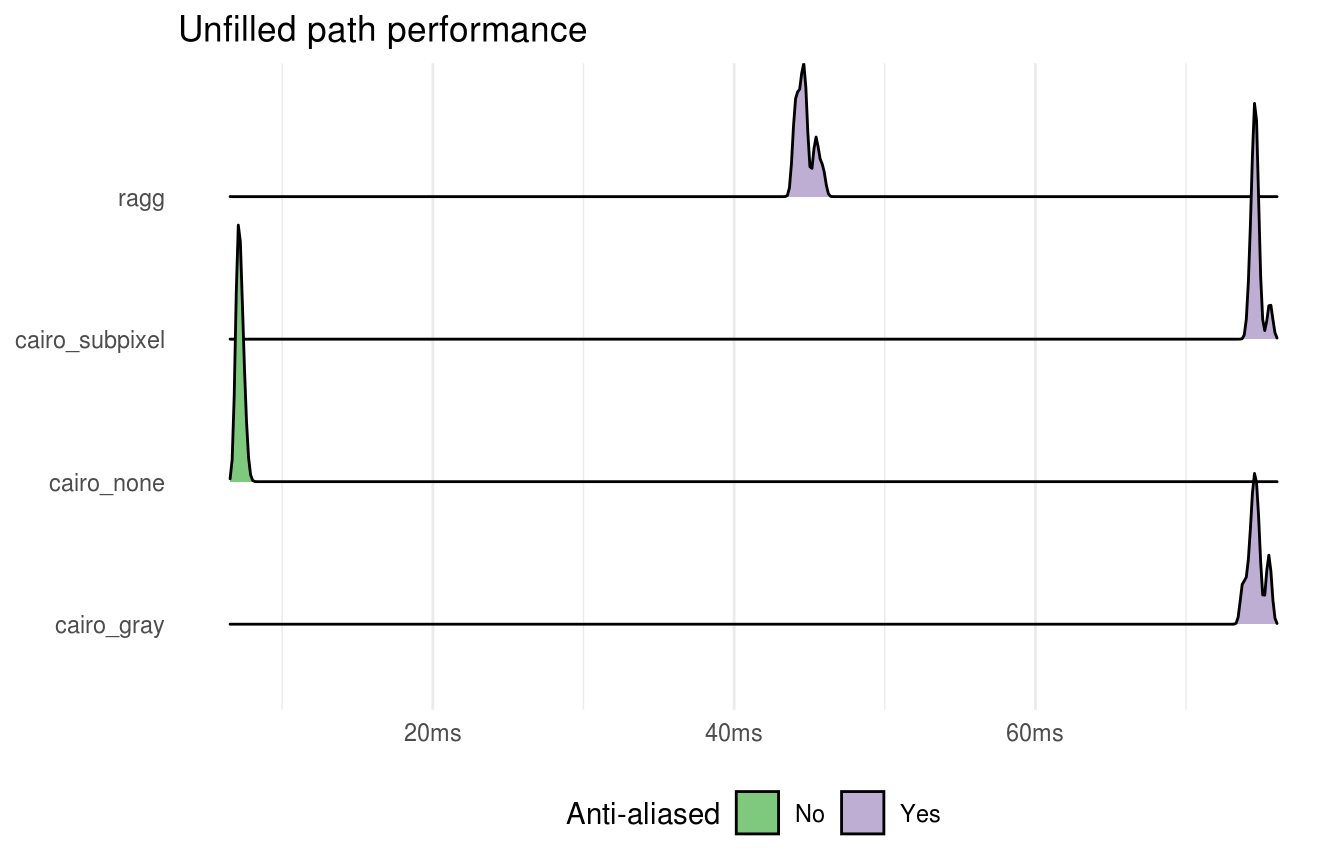 Unfilled path performance
ragg
cairo_subpixel
cairo_none
cairo_gray
20ms 40ms 60ms
Anti-aliased No Yes